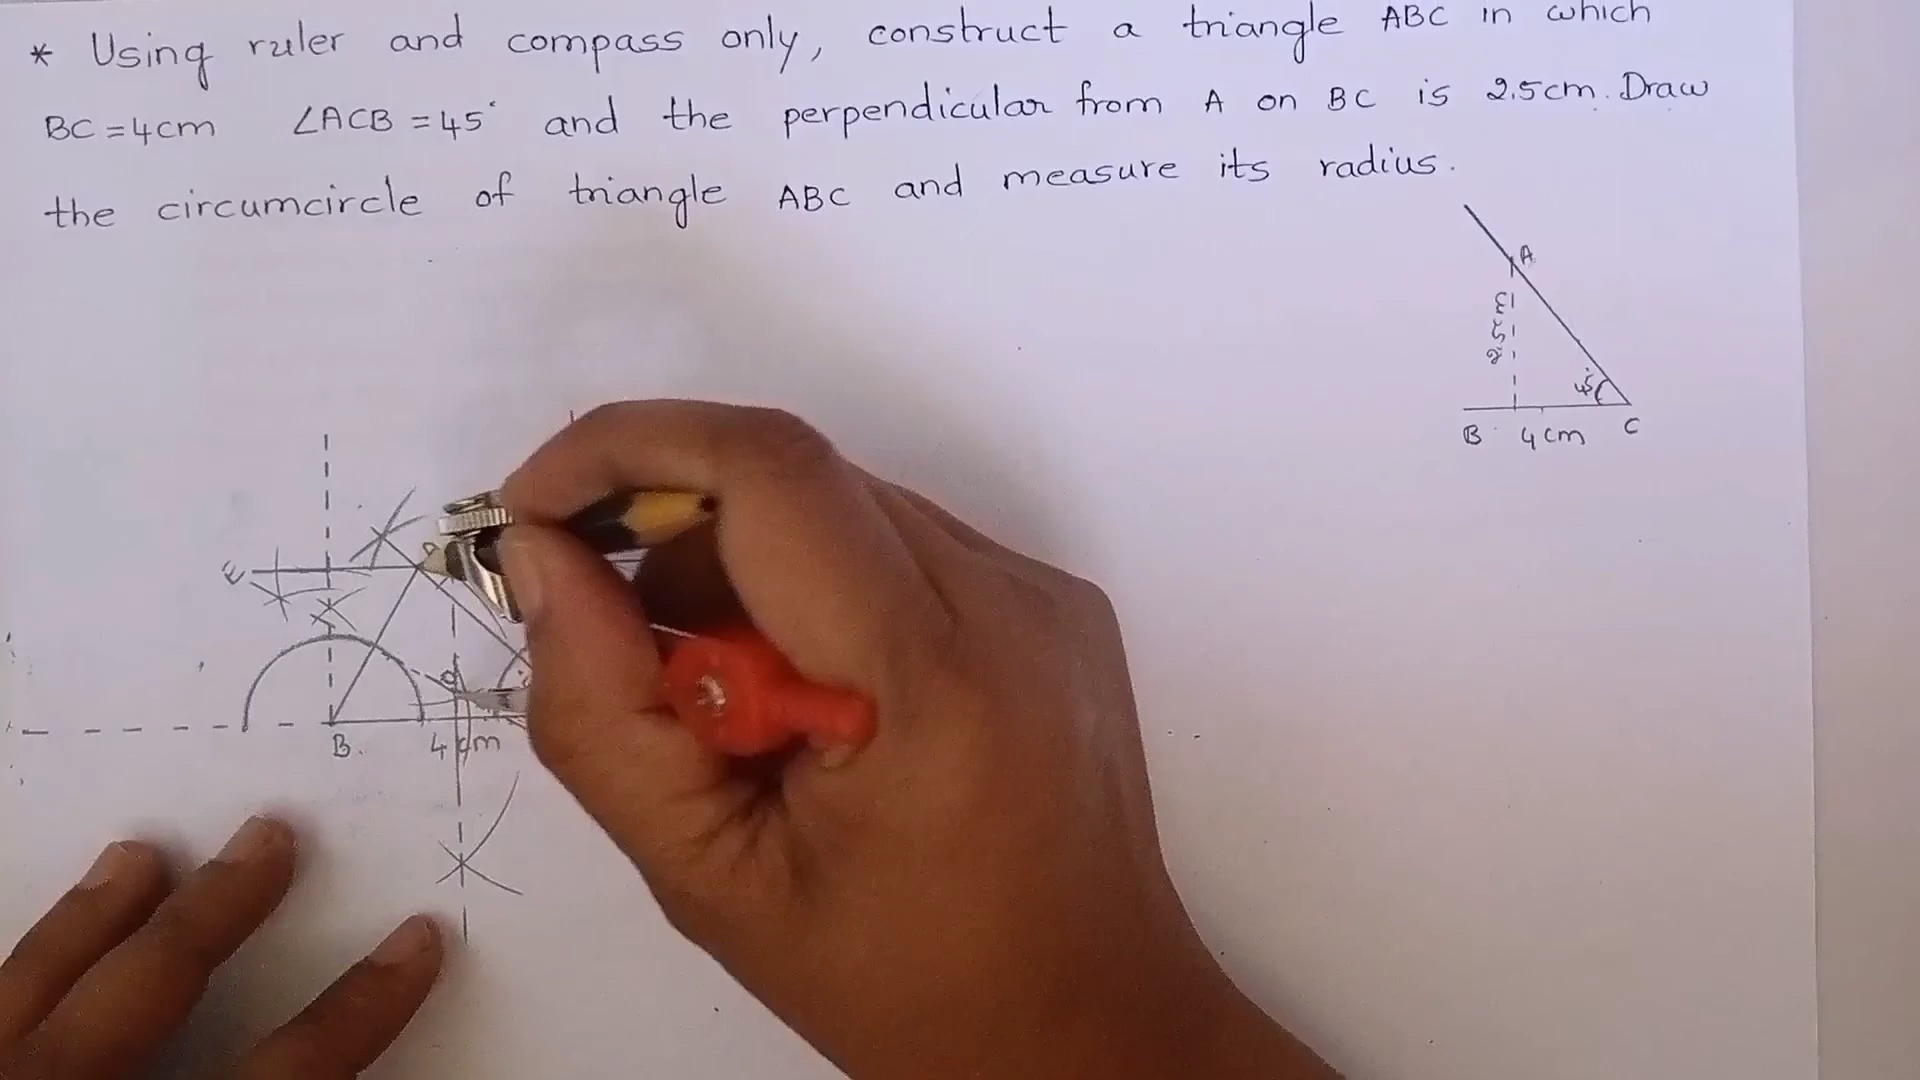 * Using ruler and compass only, construct a triangle ABC in which
BC = 4cm ∠ACB = 45° and the perpendicular from A on BC is 2.5cm. Draw
the circumcircle of triangle ABC and measure its radius.
A
2.5
45°
B 4cm C
E
B. 4 cm